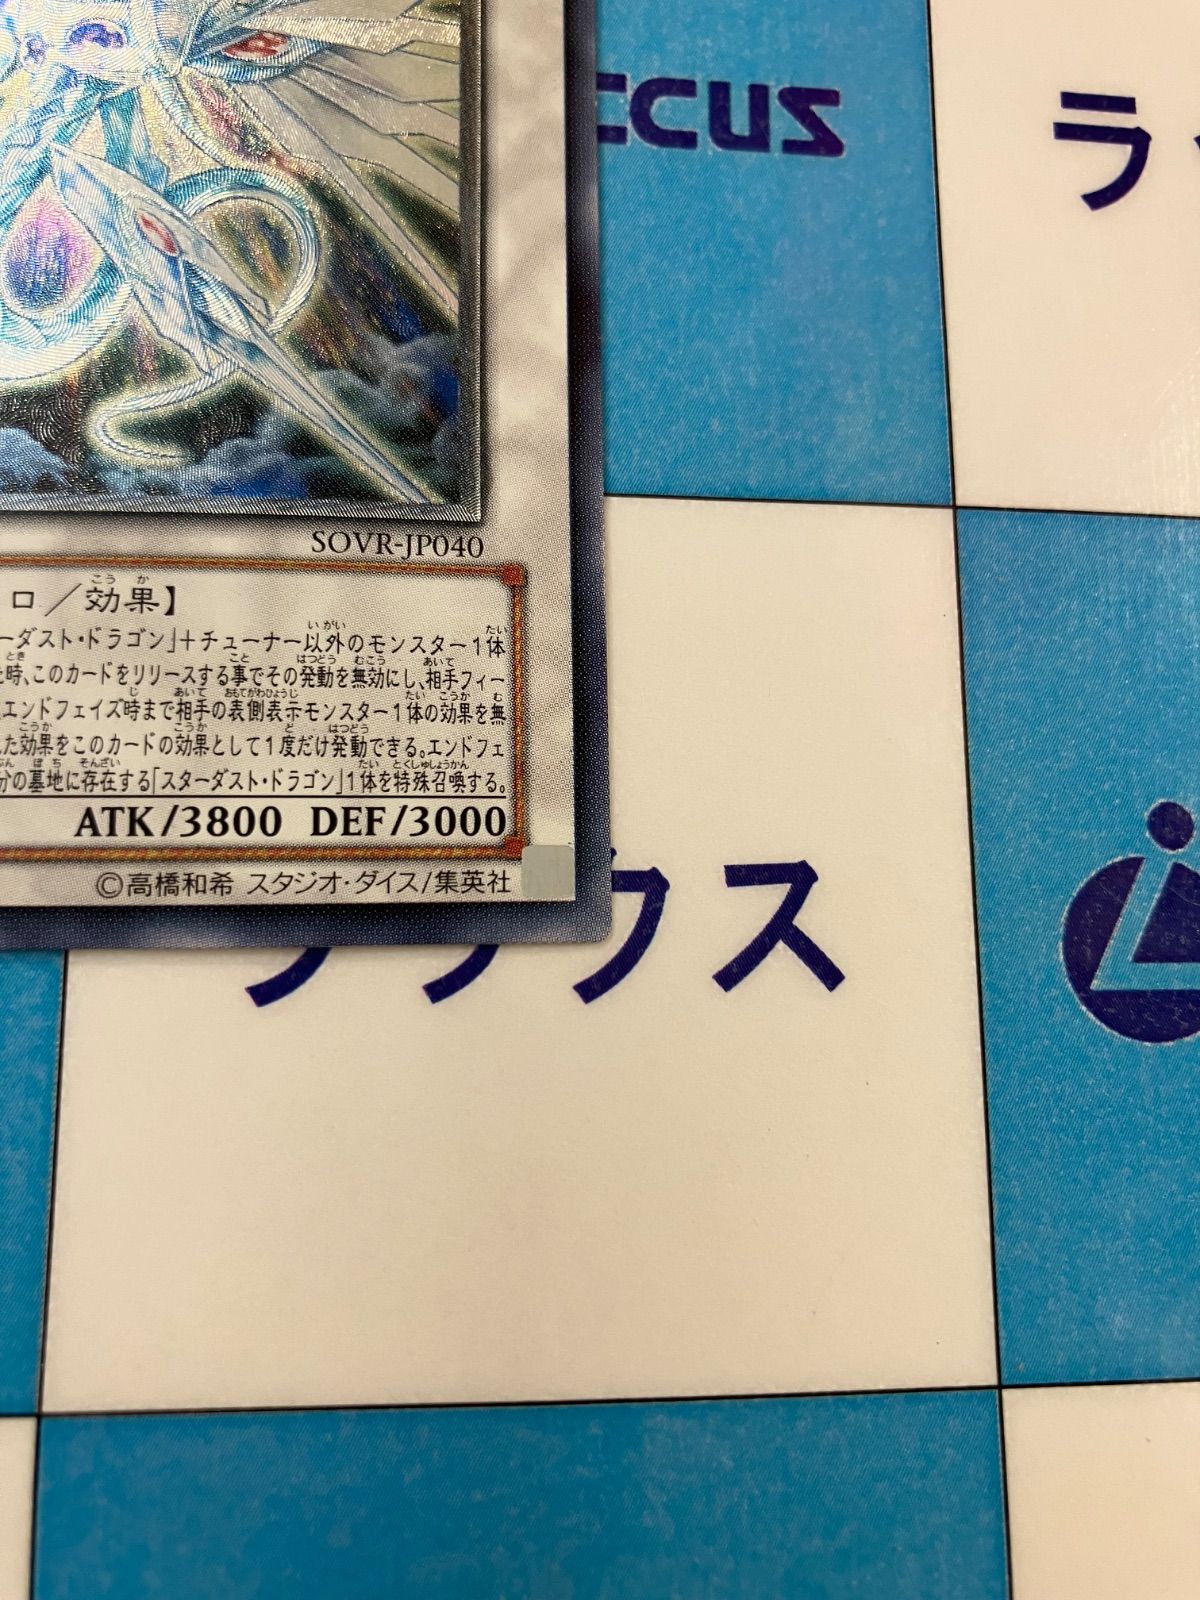 ccus
ラ
SOVR-JP040
ロ／効果】
ーダスト・ドラゴン」＋チューナー以外のモンスター１体
た時、このカードをリリースする事でその発動を無効にし、相手フィー
エンドフェイズ時まで相手の表側表示モンスター１体の効果を無
した効果をこのカードの効果として１度だけ発動できる。エンドフェ
分の墓地に存在する「スターダスト・ドラゴン」１体を特殊召喚する。
ATK/3800 DEF/3000
©高橋和希 スタジオ・ダイス/集英社
ウス